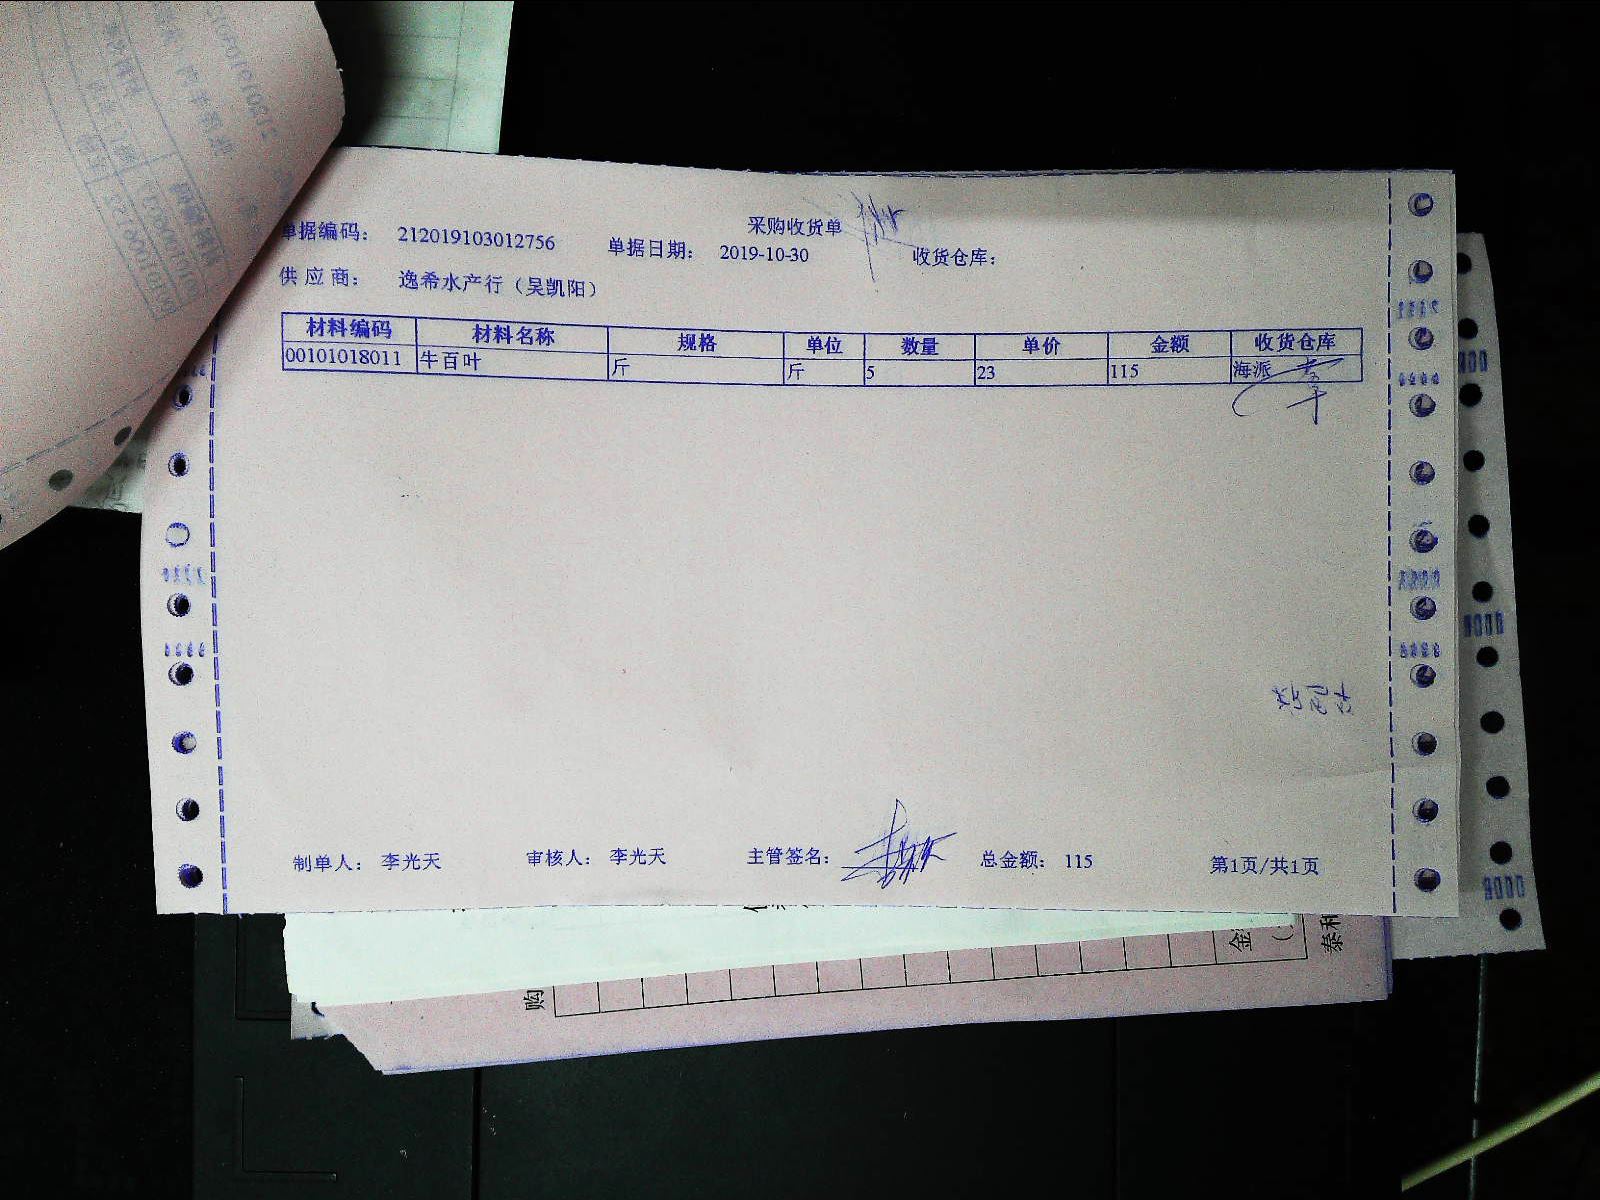 采购收货单
单据编码： 212019103012756 单据日期： 2019-10-30 收货仓库：
供 应 商： 逸希水产行（吴凯阳）
材料编码 材料名称 规格 单位 数量 单价 金额 收货仓库
00101018011 牛百叶 斤 斤 5 23 115 海派
制单人： 李光天 审核人： 李光天 主管签名： 总金额： 115 第1页/共1页
购
金
泰和